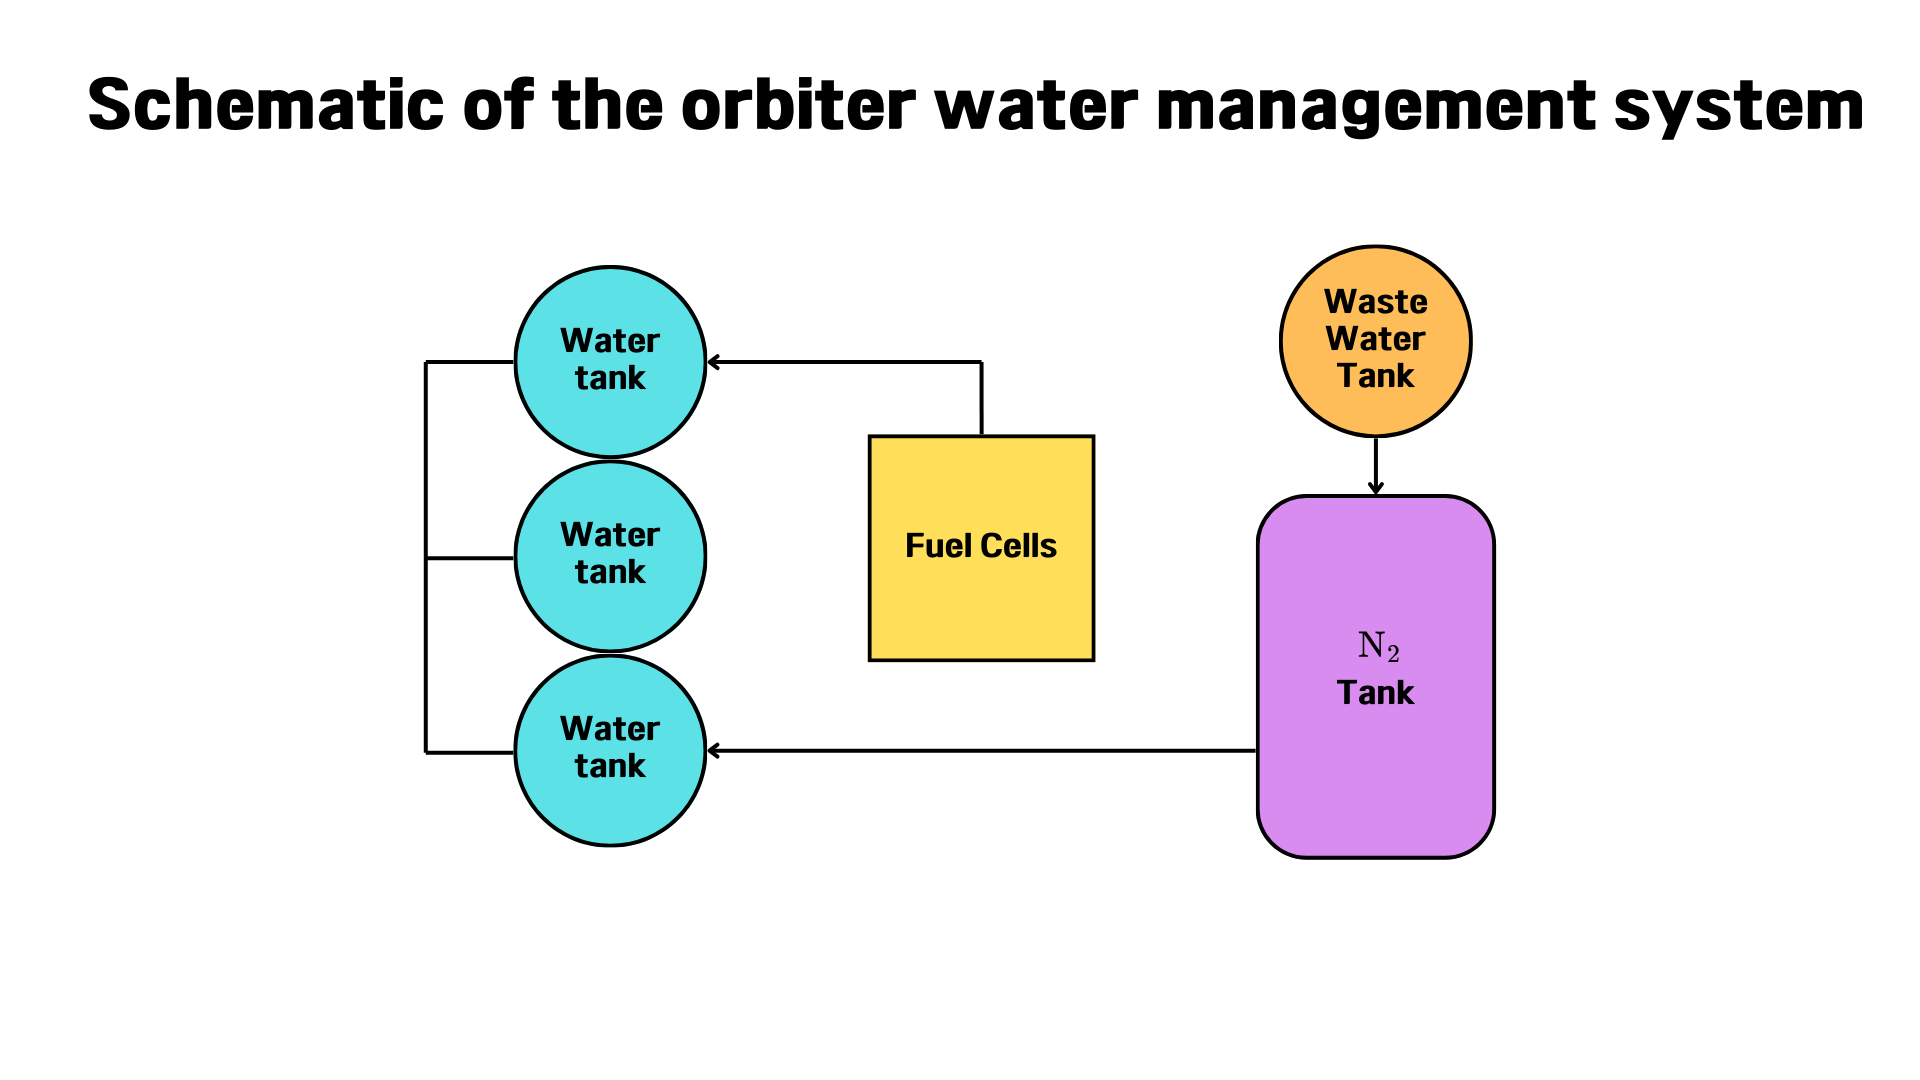 Schematic of the orbiter water management system
Water
tank
Water
tank
Water
tank
Fuel Cells
Waste
Water
Tank
N₂
Tank